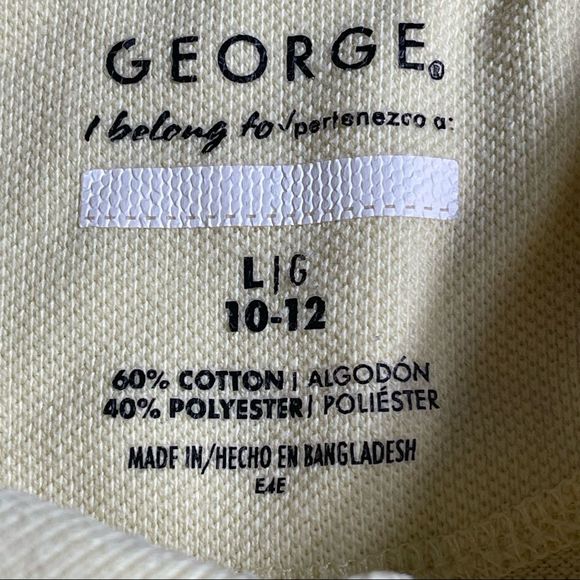 GEORGE®
I belong to/pertenezco a:
L|G
10-12
60% COTTON | ALGODÓN
40% POLYESTER | POLIÉSTER
MADE IN/HECHO EN BANGLADESH
E4E